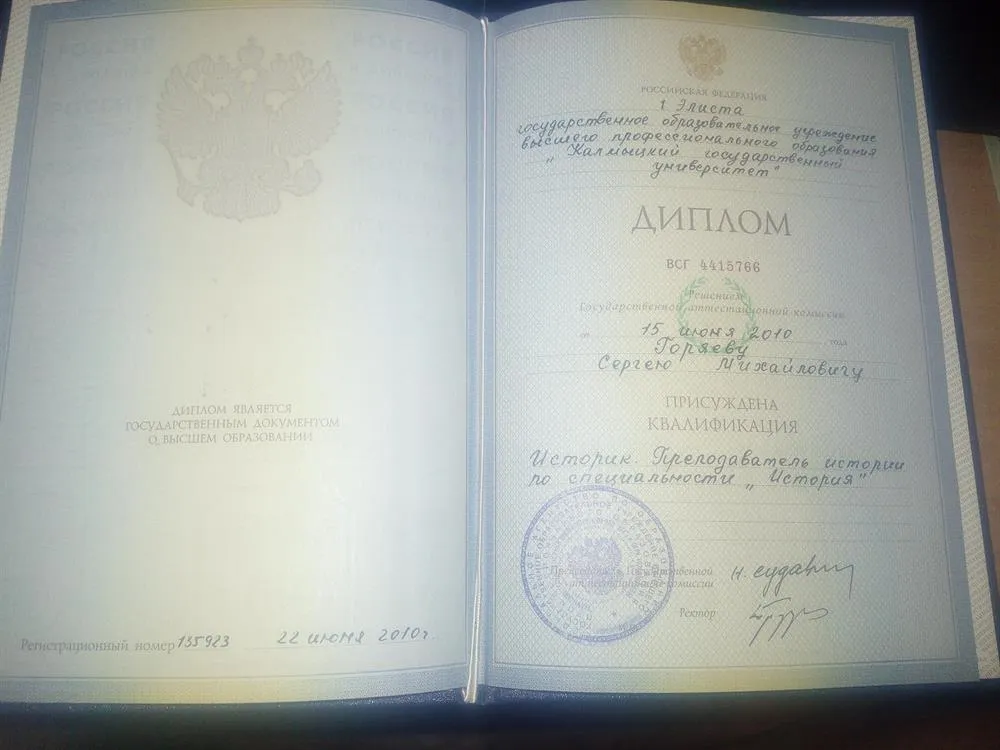 ДИПЛОМ ЯВЛЯЕТСЯ
ГОСУДАРСТВЕННЫМ ДОКУМЕНТОМ
О ВЫСШЕМ ОБРАЗОВАНИИ
Регистрационный номер 135923 22 июня 2010г.
РОССИЙСКАЯ ФЕДЕРАЦИЯ
г. Элиста
государственное образовательное учреждение
высшего профессионального образования
„Калмыцкий государственный
университет"
ДИПЛОМ
ВСГ 4415766
Решением
Государственной аттестационной комиссии
от 15 июня 2010 года
Горяеву
Сергею Михайловичу
ПРИСУЖДЕНА
КВАЛИФИКАЦИЯ
Историк. Преподаватель истории
по специальности „История"
Председатель Государственной
аттестационной комиссии
Ректор